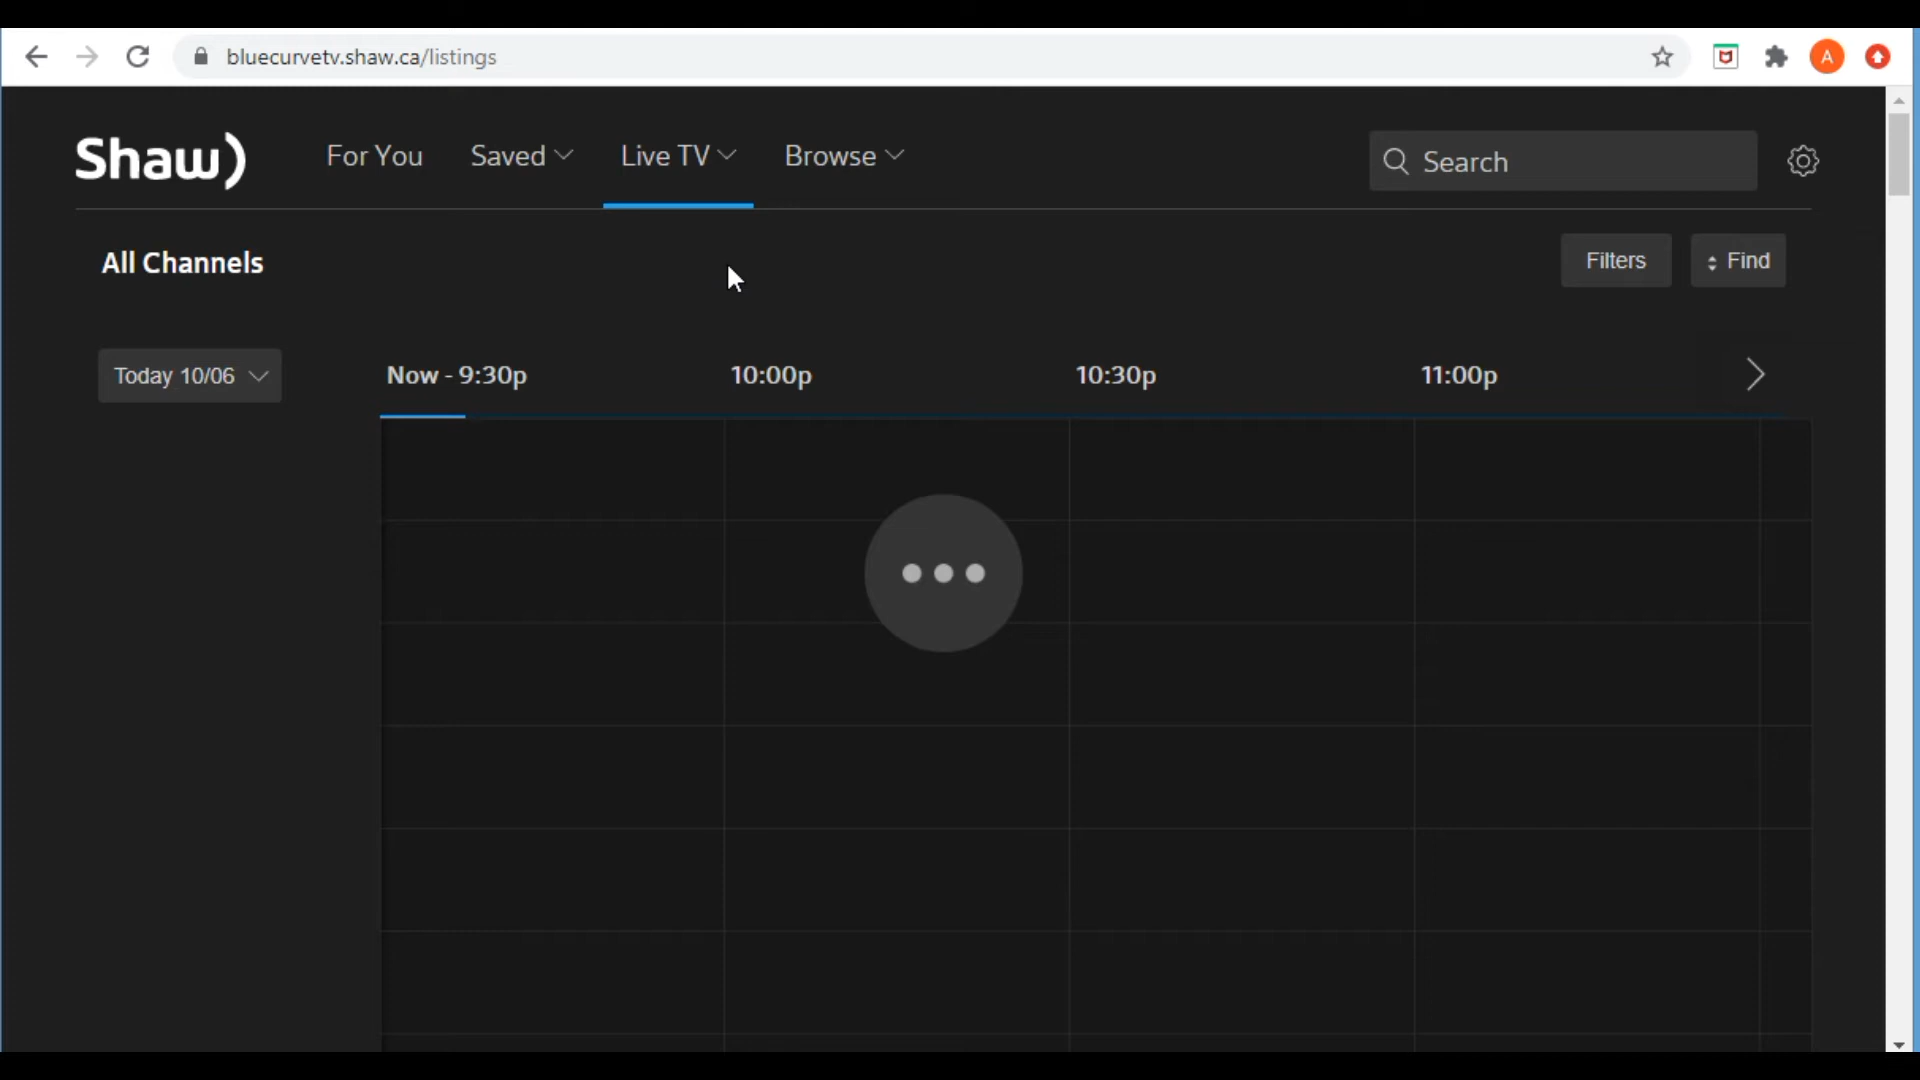 bluecurvetv.shaw.ca/listings
A
Shaw) For You Saved Live TV Browse Search
All Channels Filters Find
Today 10/06 Now - 9:30p 10:00p 10:30p 11:00p